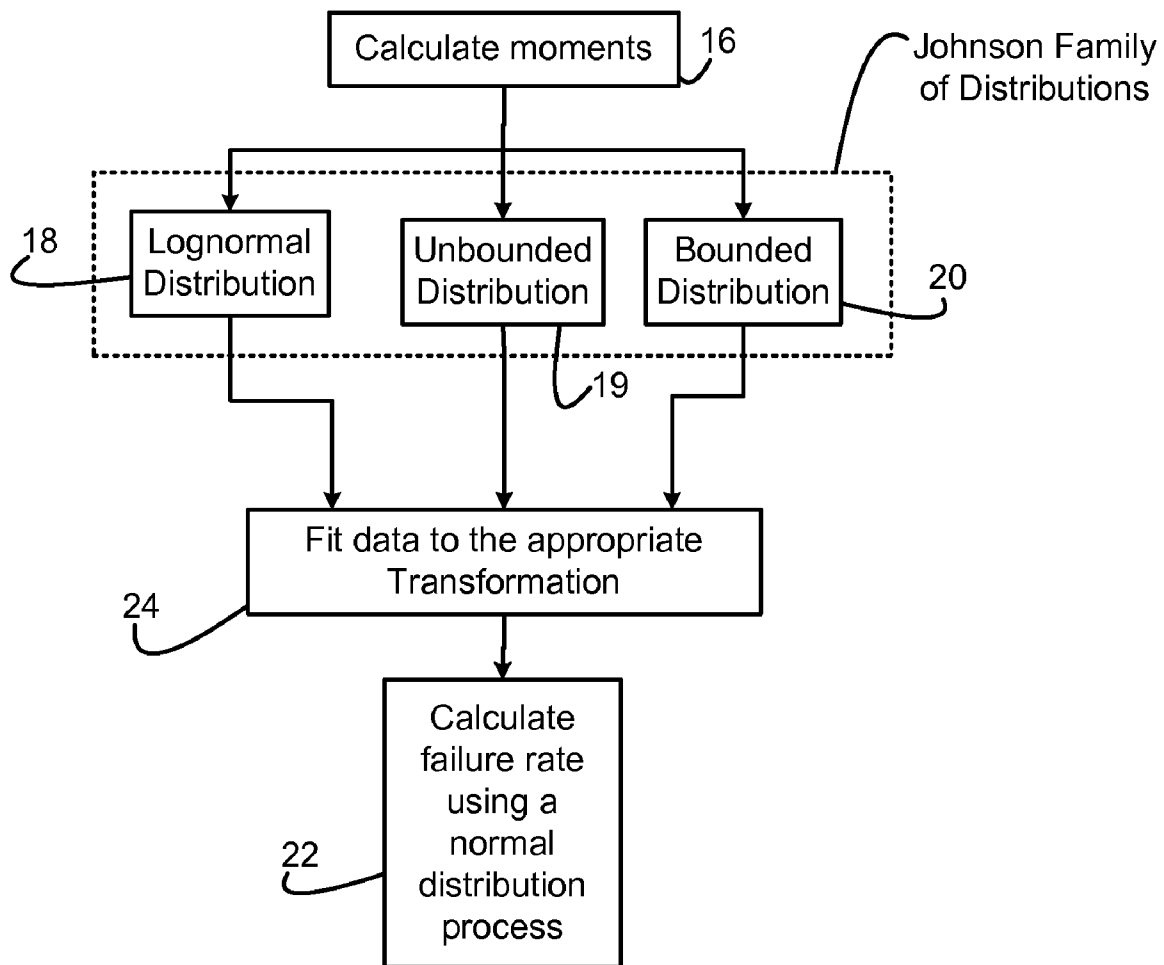 Calculate moments
16
Johnson Family
of Distributions
18
Lognormal
Distribution
Unbounded
Distribution
Bounded
Distribution
20
19
Fit data to the appropriate
Transformation
24
Calculate
failure rate
using a
normal
distribution
process
22